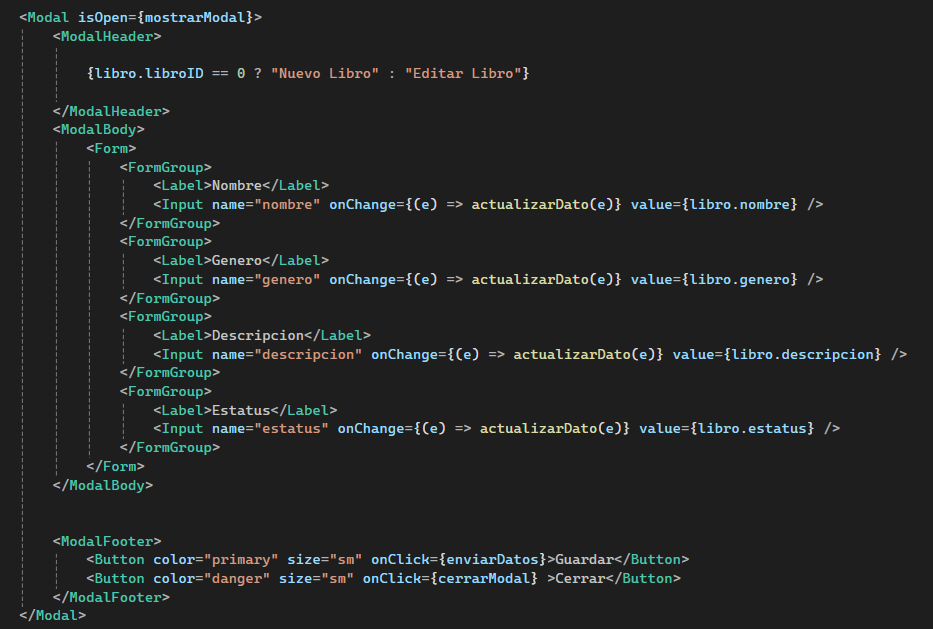 <Modal isOpen={mostrarModal}>
<ModalHeader>
{libro.libroID == 0 ? "Nuevo Libro" : "Editar Libro"}
</ModalHeader>
<ModalBody>
<Form>
<FormGroup>
<Label>Nombre</Label>
<Input name="nombre" onChange={(e) => actualizarDato(e)} value={libro.nombre} />
</FormGroup>
<FormGroup>
<Label>Genero</Label>
<Input name="genero" onChange={(e) => actualizarDato(e)} value={libro.genero} />
</FormGroup>
<FormGroup>
<Label>Descripcion</Label>
<Input name="descripcion" onChange={(e) => actualizarDato(e)} value={libro.descripcion} />
</FormGroup>
<FormGroup>
<Label>Estatus</Label>
<Input name="estatus" onChange={(e) => actualizarDato(e)} value={libro.estatus} />
</FormGroup>
</Form>
</ModalBody>
<ModalFooter>
<Button color="primary" size="sm" onClick={enviarDatos}>Guardar</Button>
<Button color="danger" size="sm" onClick={cerrarModal} >Cerrar</Button>
</ModalFooter>
</Modal>